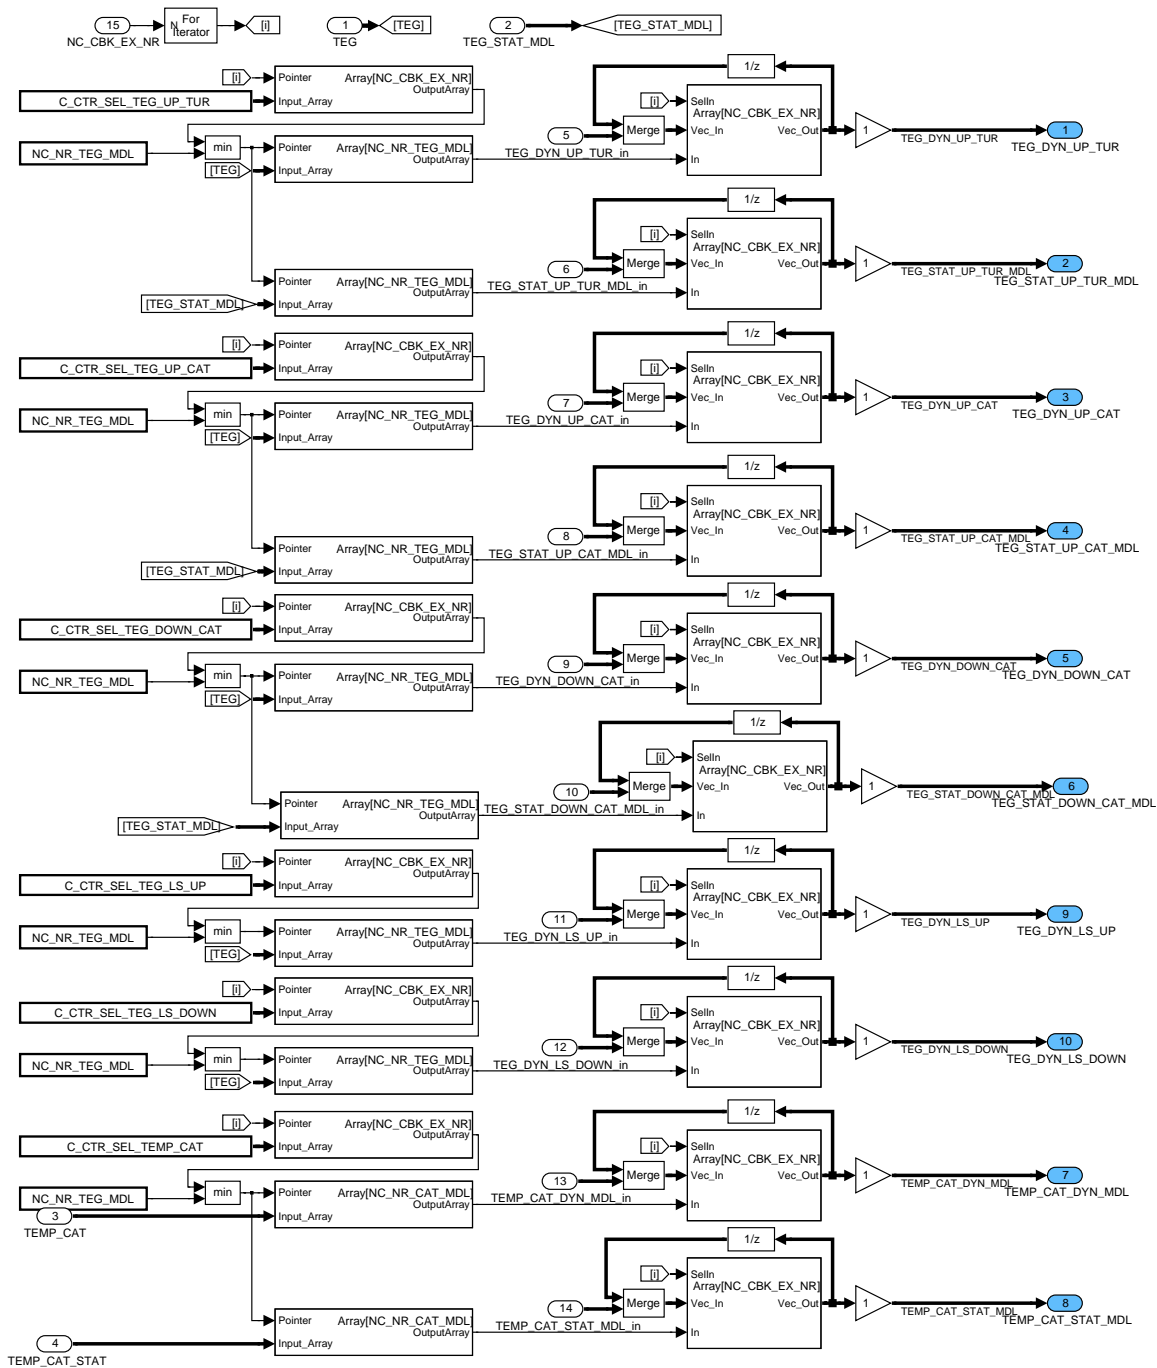 15
NC_CBK_EX_NR
N
For
Iterator
[i]
1
TEG
[TEG]
2
TEG_STAT_MDL
[TEG_STAT_MDL]
[i]
Pointer
Array[NC_CBK_EX_NR]
OutputArray
C_CTR_SEL_TEG_UP_TUR
Input_Array
NC_NR_TEG_MDL
min
Pointer
Array[NC_NR_TEG_MDL]
OutputArray
[TEG]
Input_Array
1/z
[i]
SelIn
Array[NC_CBK_EX_NR]
5
Merge
Vec_In
Vec_Out
1
TEG_DYN_UP_TUR_in
In
TEG_DYN_UP_TUR
1
TEG_DYN_UP_TUR
Pointer
Array[NC_NR_TEG_MDL]
OutputArray
[TEG_STAT_MDL]
Input_Array
1/z
[i]
SelIn
Array[NC_CBK_EX_NR]
6
Merge
Vec_In
Vec_Out
1
TEG_STAT_UP_TUR_MDL_in
In
TEG_STAT_UP_TUR_MDL
2
TEG_STAT_UP_TUR_MDL
[i]
Pointer
Array[NC_CBK_EX_NR]
OutputArray
C_CTR_SEL_TEG_UP_CAT
Input_Array
NC_NR_TEG_MDL
min
Pointer
Array[NC_NR_TEG_MDL]
OutputArray
[TEG]
Input_Array
1/z
[i]
SelIn
Array[NC_CBK_EX_NR]
7
Merge
Vec_In
Vec_Out
1
TEG_DYN_UP_CAT_in
In
TEG_DYN_UP_CAT
3
TEG_DYN_UP_CAT
Pointer
Array[NC_NR_TEG_MDL]
OutputArray
[TEG_STAT_MDL]
Input_Array
1/z
[i]
SelIn
Array[NC_CBK_EX_NR]
8
Merge
Vec_In
Vec_Out
1
TEG_STAT_UP_CAT_MDL_in
In
TEG_STAT_UP_CAT_MDL
4
TEG_STAT_UP_CAT_MDL
[i]
Pointer
Array[NC_CBK_EX_NR]
OutputArray
C_CTR_SEL_TEG_DOWN_CAT
Input_Array
NC_NR_TEG_MDL
min
Pointer
Array[NC_NR_TEG_MDL]
OutputArray
[TEG]
Input_Array
1/z
[i]
SelIn
Array[NC_CBK_EX_NR]
9
Merge
Vec_In
Vec_Out
1
TEG_DYN_DOWN_CAT_in
In
TEG_DYN_DOWN_CAT
5
TEG_DYN_DOWN_CAT
Pointer
Array[NC_NR_TEG_MDL]
OutputArray
[TEG_STAT_MDL]
Input_Array
1/z
[i]
SelIn
Array[NC_CBK_EX_NR]
10
Merge
Vec_In
Vec_Out
1
TEG_STAT_DOWN_CAT_MDL_in
In
TEG_STAT_DOWN_CAT_MDL
6
TEG_STAT_DOWN_CAT_MDL
[i]
Pointer
Array[NC_CBK_EX_NR]
OutputArray
C_CTR_SEL_TEG_LS_UP
Input_Array
NC_NR_TEG_MDL
min
Pointer
Array[NC_NR_TEG_MDL]
OutputArray
[TEG]
Input_Array
1/z
[i]
SelIn
Array[NC_CBK_EX_NR]
11
Merge
Vec_In
Vec_Out
1
TEG_DYN_LS_UP_in
In
TEG_DYN_LS_UP
9
TEG_DYN_LS_UP
[i]
Pointer
Array[NC_CBK_EX_NR]
OutputArray
C_CTR_SEL_TEG_LS_DOWN
Input_Array
NC_NR_TEG_MDL
min
Pointer
Array[NC_NR_TEG_MDL]
OutputArray
[TEG]
Input_Array
1/z
[i]
SelIn
Array[NC_CBK_EX_NR]
12
Merge
Vec_In
Vec_Out
1
TEG_DYN_LS_DOWN_in
In
TEG_DYN_LS_DOWN
10
TEG_DYN_LS_DOWN
[i]
Pointer
Array[NC_CBK_EX_NR]
OutputArray
C_CTR_SEL_TEMP_CAT
Input_Array
NC_NR_TEG_MDL
min
Pointer
Array[NC_NR_CAT_MDL]
OutputArray
3
TEMP_CAT
Input_Array
1/z
[i]
SelIn
Array[NC_CBK_EX_NR]
13
Merge
Vec_In
Vec_Out
1
TEMP_CAT_DYN_MDL_in
In
TEMP_CAT_DYN_MDL
7
TEMP_CAT_DYN_MDL
Pointer
Array[NC_NR_CAT_MDL]
OutputArray
4
TEMP_CAT_STAT
Input_Array
1/z
[i]
SelIn
Array[NC_CBK_EX_NR]
14
Merge
Vec_In
Vec_Out
1
TEMP_CAT_STAT_MDL_in
In
TEMP_CAT_STAT_MDL
8
TEMP_CAT_STAT_MDL